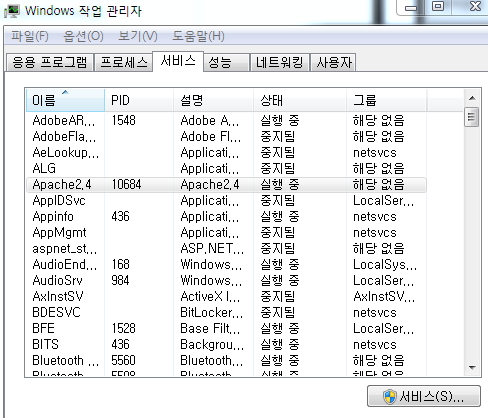 Windows 작업 관리자
파일(F) 옵션(O) 보기(V) 도움말(H)
응용 프로그램 프로세스 서비스 성능 네트워킹 사용자
이름 PID 설명 상태 그룹
AdobeAR... 1548 Adobe A... 실행 중 해당 없음
AdobeFla... Adobe Fl... 중지됨 해당 없음
AeLookup... Applicati... 중지됨 netsvcs
ALG Applicati... 중지됨 해당 없음
Apache2.4 10684 Apache2.4 실행 중 해당 없음
AppIDSvc Applicati... 중지됨 LocalSer...
Appinfo 436 Applicati... 실행 중 netsvcs
AppMgmt Applicati... 중지됨 netsvcs
aspnet_st... ASP.NET... 중지됨 해당 없음
AudioEnd... 168 Windows... 실행 중 LocalSys...
AudioSrv 984 Windows... 실행 중 LocalSer...
AxInstSV ActiveX I... 중지됨 AxInstSV...
BDESVC BitLocker... 중지됨 netsvcs
BFE 1528 Base Filt... 실행 중 LocalSer...
BITS 436 Backgrou... 실행 중 netsvcs
Bluetooth ... 5560 Bluetoot... 실행 중 해당 없음
서비스(S)...